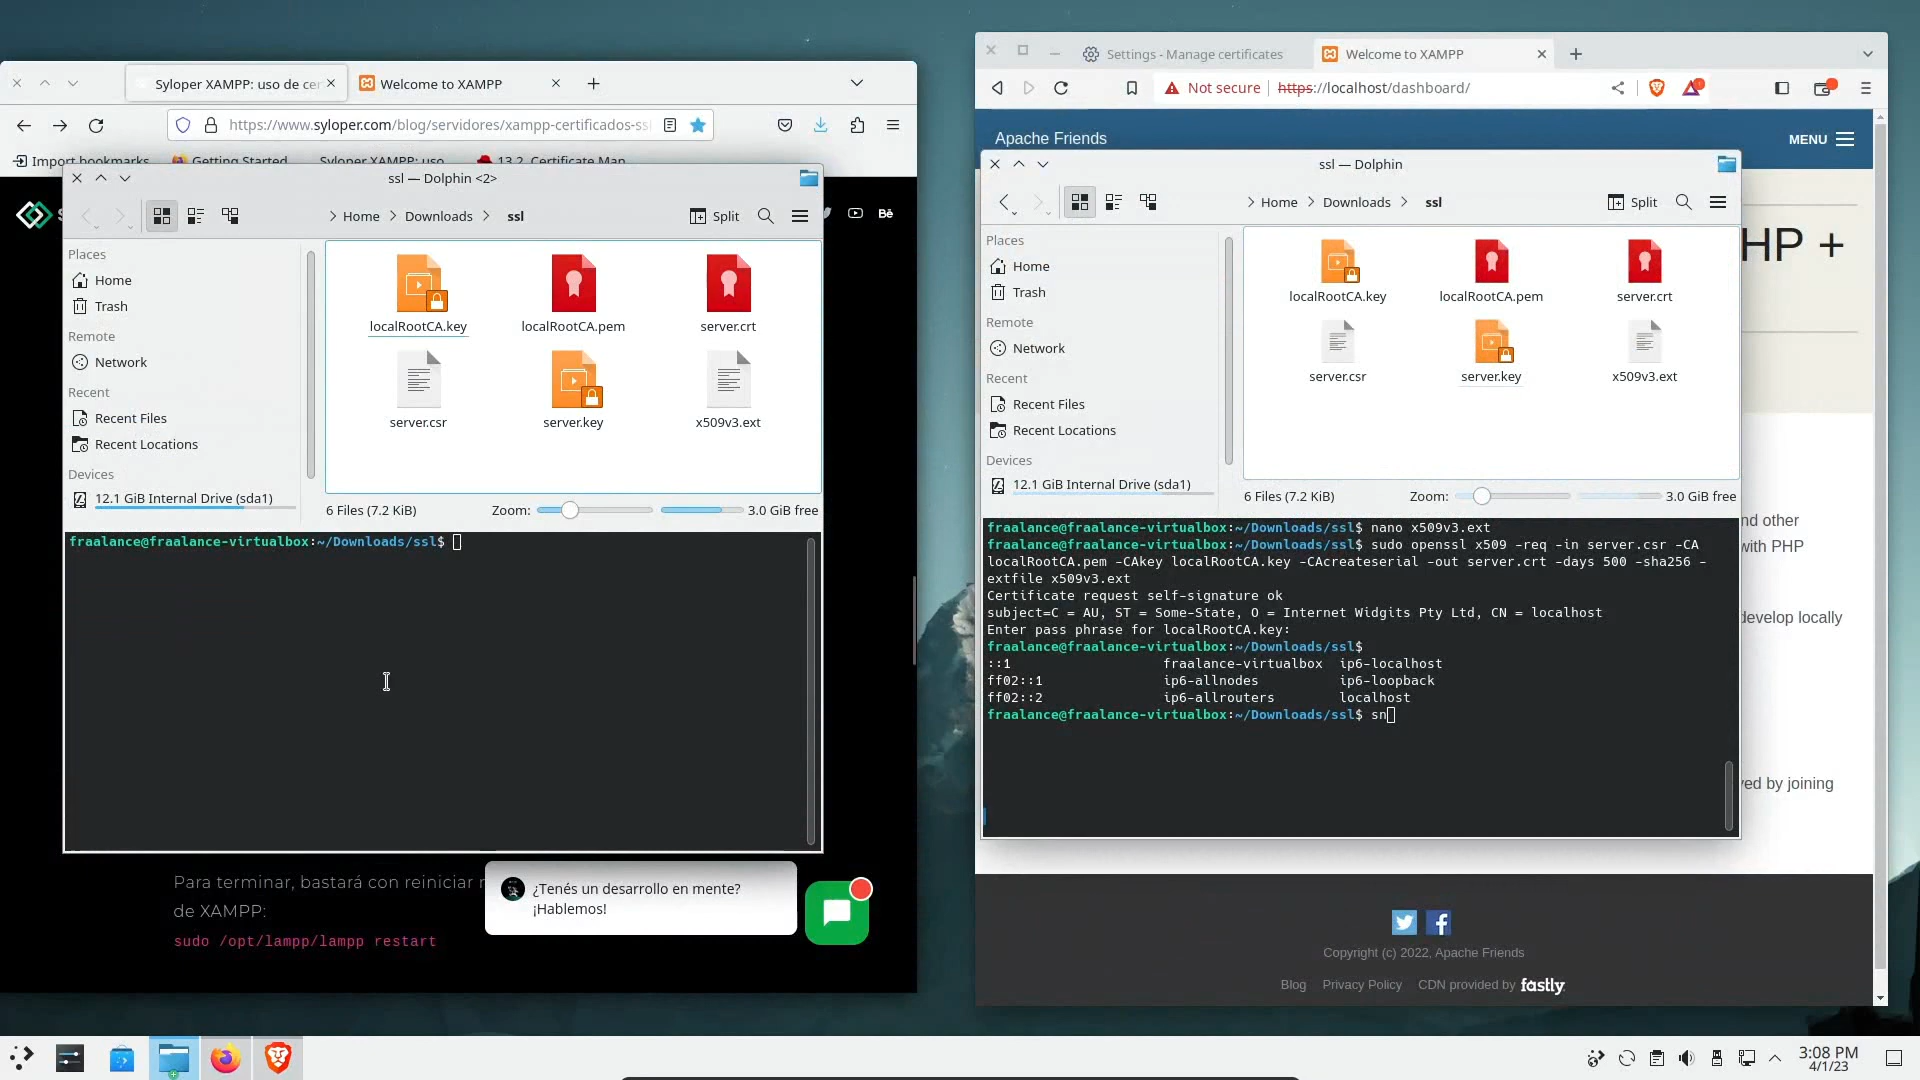 Syloper XAMPP: uso de cer
Welcome to XAMPP
https://www.syloper.com/blog/servidores/xampp-certificados-ssl
Import bookmarks...
Getting Started
Syloper XAMPP: uso
13.2. Certificate Man
ssl — Dolphin <2>
Home
Downloads
ssl
Split
Bē
Places
Home
Trash
Remote
Network
Recent
Recent Files
Recent Locations
Devices
12.1 GiB Internal Drive (sda1)
localRootCA.key
localRootCA.pem
server.crt
server.csr
server.key
x509v3.ext
6 Files (7.2 KiB)
Zoom:
3.0 GiB free
fraalance@fraalance-virtualbox:~/Downloads/ssl$
Para terminar, bastará con reiniciar
de XAMPP:
sudo /opt/lampp/lampp restart
¿Tenés un desarrollo en mente?
¡Hablemos!
Settings - Manage certificates
Welcome to XAMPP
Not secure
https://localhost/dashboard/
Apache Friends
MENU
ssl — Dolphin
Home
Downloads
ssl
Split
HP +
Places
Home
Trash
Remote
Network
Recent
Recent Files
Recent Locations
Devices
12.1 GiB Internal Drive (sda1)
localRootCA.key
localRootCA.pem
server.crt
server.csr
server.key
x509v3.ext
6 Files (7.2 KiB)
Zoom:
3.0 GiB free
nd other
with PHP
develop locally
ved by joining
fraalance@fraalance-virtualbox:~/Downloads/ssl$ nano x509v3.ext
fraalance@fraalance-virtualbox:~/Downloads/ssl$ sudo openssl x509 -req -in server.csr -CA
localRootCA.pem -CAkey localRootCA.key -CAcreateserial -out server.crt -days 500 -sha256 -
extfile x509v3.ext
Certificate request self-signature ok
subject=C = AU, ST = Some-State, O = Internet Widgits Pty Ltd, CN = localhost
Enter pass phrase for localRootCA.key:
fraalance@fraalance-virtualbox:~/Downloads/ssl$
::1 fraalance-virtualbox ip6-localhost
ff02::1 ip6-allnodes ip6-loopback
ff02::2 ip6-allrouters localhost
fraalance@fraalance-virtualbox:~/Downloads/ssl$ sn
Copyright (c) 2022, Apache Friends
Blog
Privacy Policy
CDN provided by fastly
3:08 PM
4/1/23